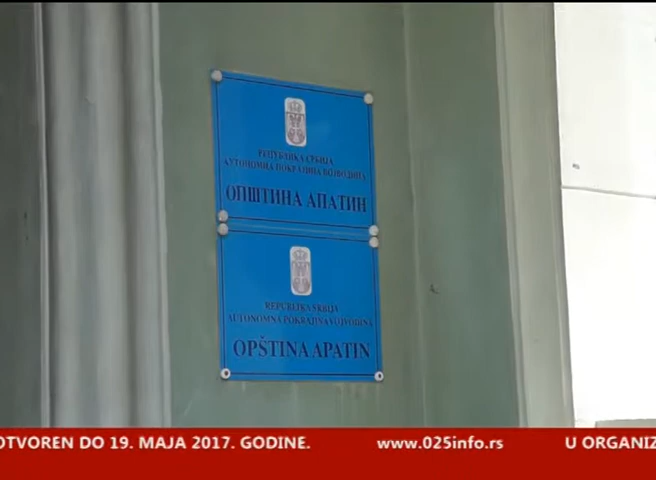 РЕПУБЛИКА СРБИЈА
АУТОНОМНА ПОКРАЈИНА ВОЈВОДИНА
ОПШТИНА АПАТИН
REPUBLIKA SRBIJA
AUTONOMNA POKRAJINA VOJVODINA
OPŠTINA APATIN
OTVOREN DO 19. MAJA 2017. GODINE. www.025info.rs U ORGANIZ